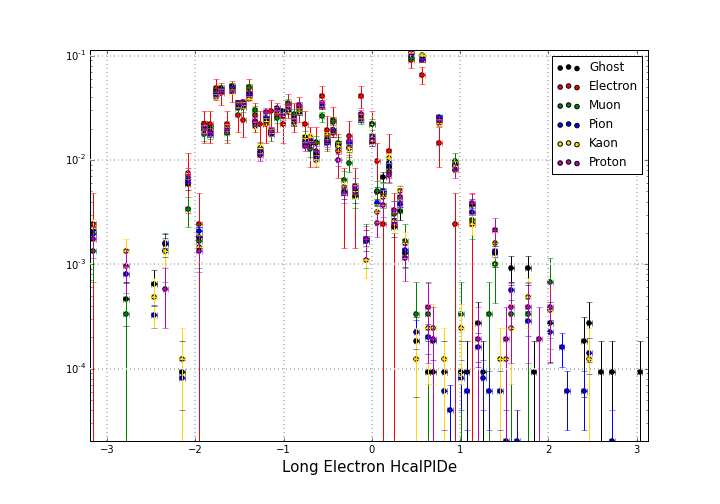 10⁻¹
10⁻²
10⁻³
10⁻⁴
−3 −2 −1 0 1 2 3
Long Electron HcalPIDe
Ghost
Electron
Muon
Pion
Kaon
Proton